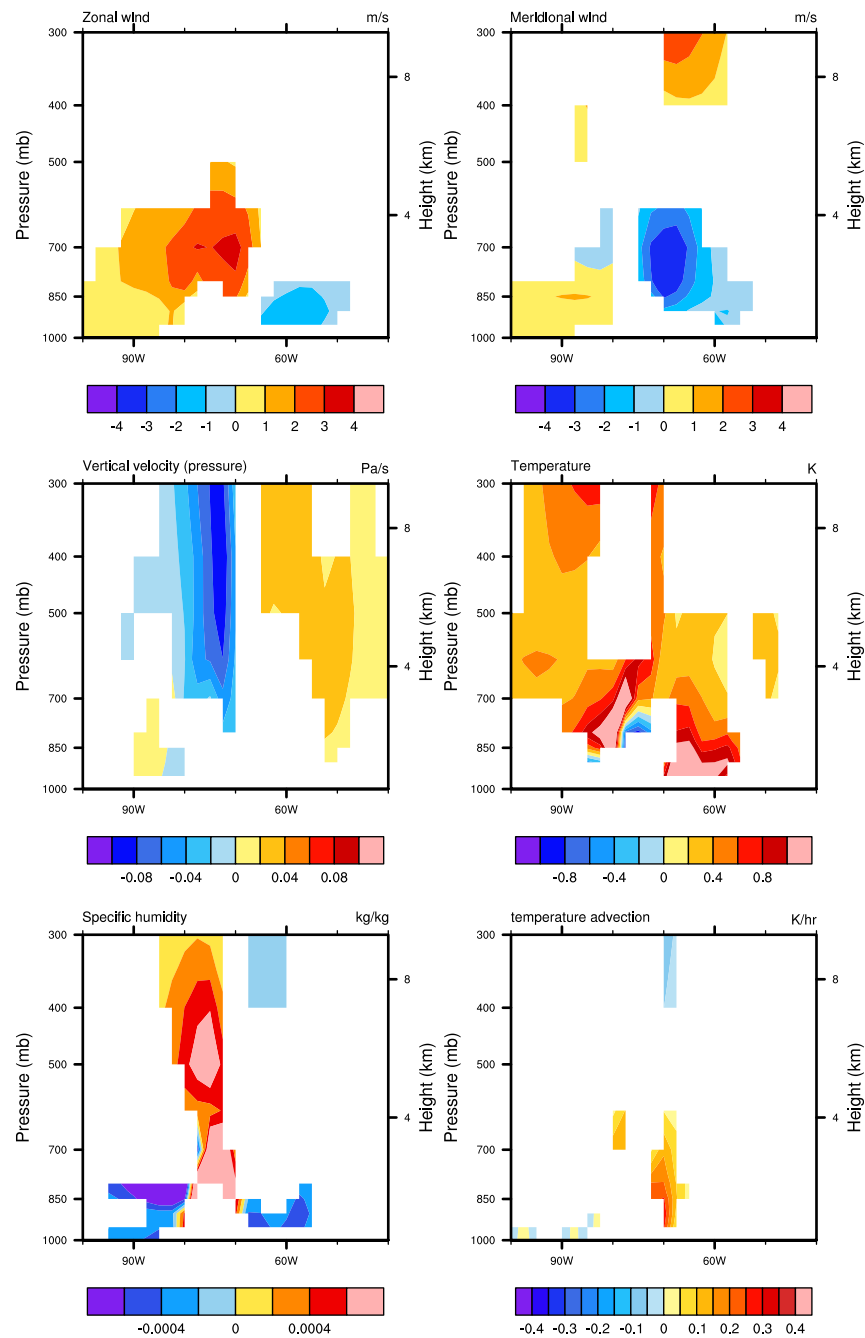 Zonal wind m/s
300
400
500
700
850
1000
Pressure (mb)
8
4
Height (km)
90W 60W
-4 -3 -2 -1 0 1 2 3 4
Meridional wind m/s
300
400
500
700
850
1000
Pressure (mb)
8
4
Height (km)
90W 60W
-4 -3 -2 -1 0 1 2 3 4
Vertical velocity (pressure) Pa/s
300
400
500
700
850
1000
Pressure (mb)
8
4
Height (km)
90W 60W
-0.08 -0.04 0 0.04 0.08
Temperature K
300
400
500
700
850
1000
Pressure (mb)
8
4
Height (km)
90W 60W
-0.8 -0.4 0 0.4 0.8
Specific humidity kg/kg
300
400
500
700
850
1000
Pressure (mb)
8
4
Height (km)
90W 60W
-0.0004 0 0.0004
temperature advection K/hr
300
400
500
700
850
1000
Pressure (mb)
8
4
Height (km)
90W 60W
-0.4 -0.3 -0.2 -0.1 0 0.1 0.2 0.3 0.4